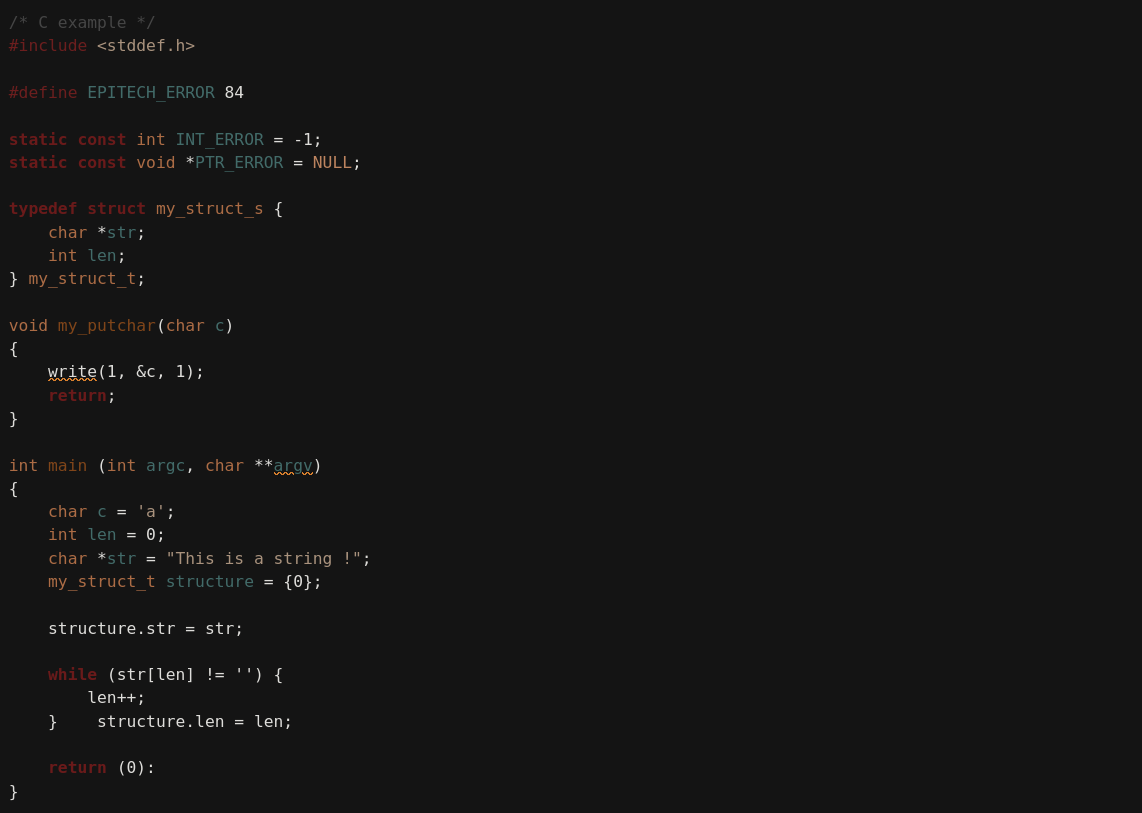 /* C example */
#include <stddef.h>
#define EPITECH_ERROR 84
static const int INT_ERROR = -1;
static const void *PTR_ERROR = NULL;
typedef struct my_struct_s {
    char *str;
    int len;
} my_struct_t;
void my_putchar(char c)
{
    write(1, &c, 1);
    return;
}
int main (int argc, char **argv)
{
    char c = 'a';
    int len = 0;
    char *str = "This is a string !";
    my_struct_t structure = {0};
    structure.str = str;
    while (str[len] != '') {
        len++;
    }    structure.len = len;
    return (0):
}